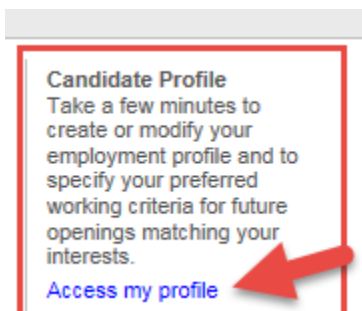 Candidate Profile
Take a few minutes to
create or modify your
employment profile and to
specify your preferred
working criteria for future
openings matching your
interests.
Access my profile